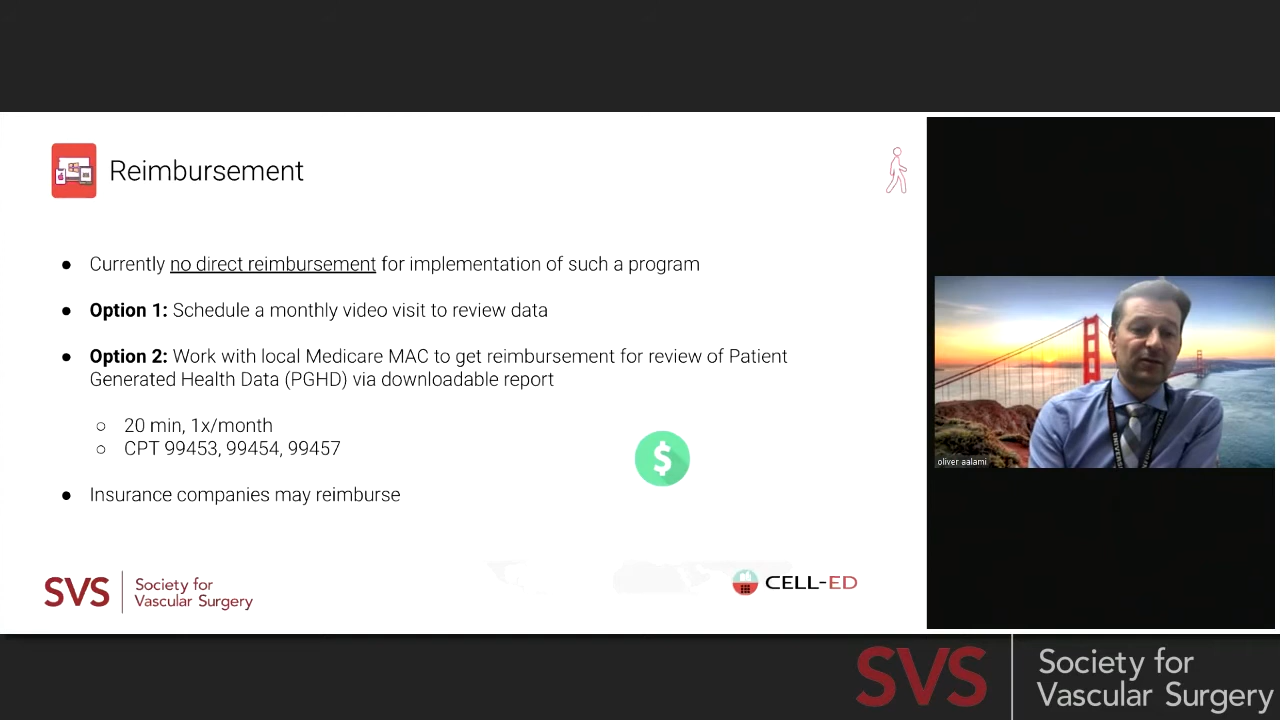 Reimbursement
● Currently no direct reimbursement for implementation of such a program
● Option 1: Schedule a monthly video visit to review data
● Option 2: Work with local Medicare MAC to get reimbursement for review of Patient
Generated Health Data (PGHD) via downloadable report
○ 20 min, 1x/month
○ CPT 99453, 99454, 99457
$
● Insurance companies may reimburse
SVS
Society for
Vascular Surgery
CELL-ED
oliver aalami
SVS
Society for
Vascular Surgery